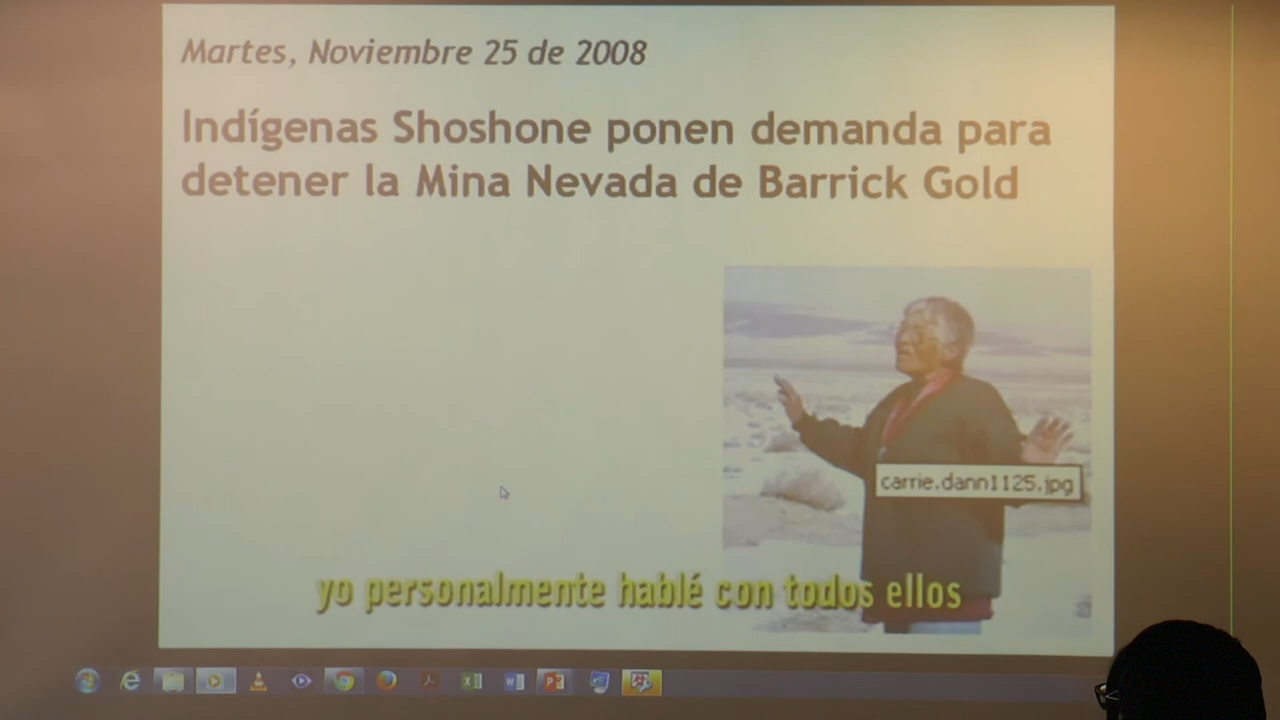 Martes, Noviembre 25 de 2008
Indígenas Shoshone ponen demanda para
detener la Mina Nevada de Barrick Gold
carrie.dann1125.jpg
yo personalmente hablé con todos ellos